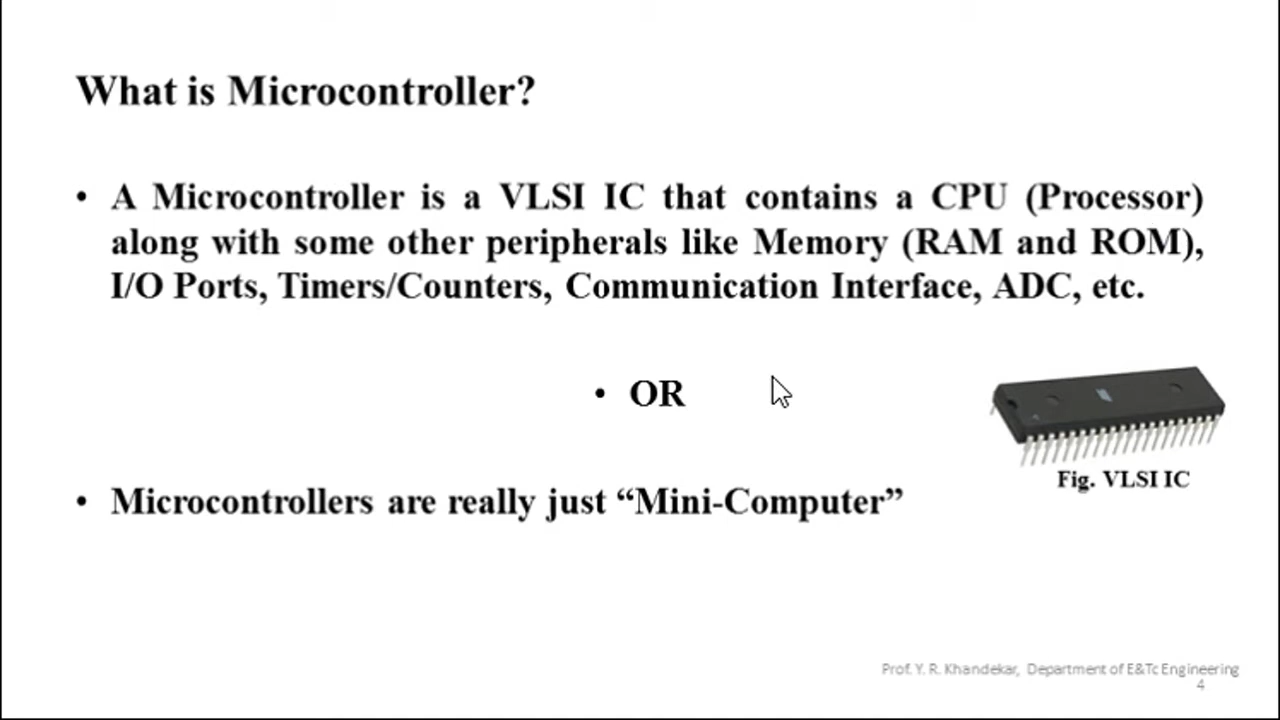 What is Microcontroller?
• A Microcontroller is a VLSI IC that contains a CPU (Processor)
along with some other peripherals like Memory (RAM and ROM),
I/O Ports, Timers/Counters, Communication Interface, ADC, etc.
• OR
Fig. VLSI IC
• Microcontrollers are really just “Mini-Computer”
Prof. Y. R. Khandekar, Department of E&Tc Engineering
4